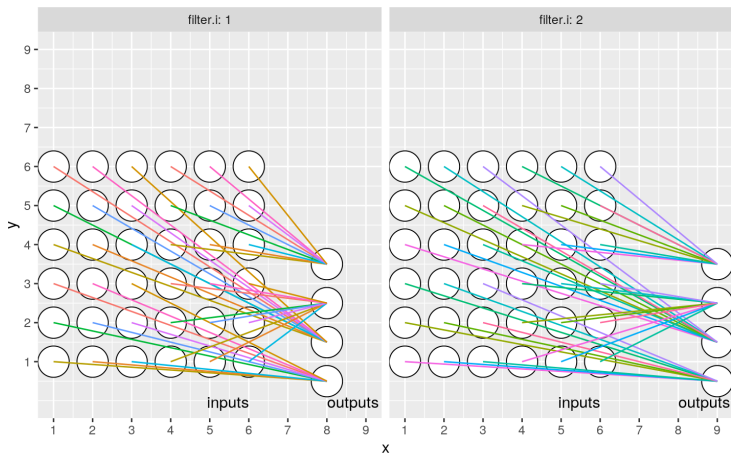 filter.i: 1
filter.i: 2
y
9
8
7
6
5
4
3
2
1
inputs
outputs
inputs
outputs
1 2 3 4 5 6 7 8 9
1 2 3 4 5 6 7 8 9
x